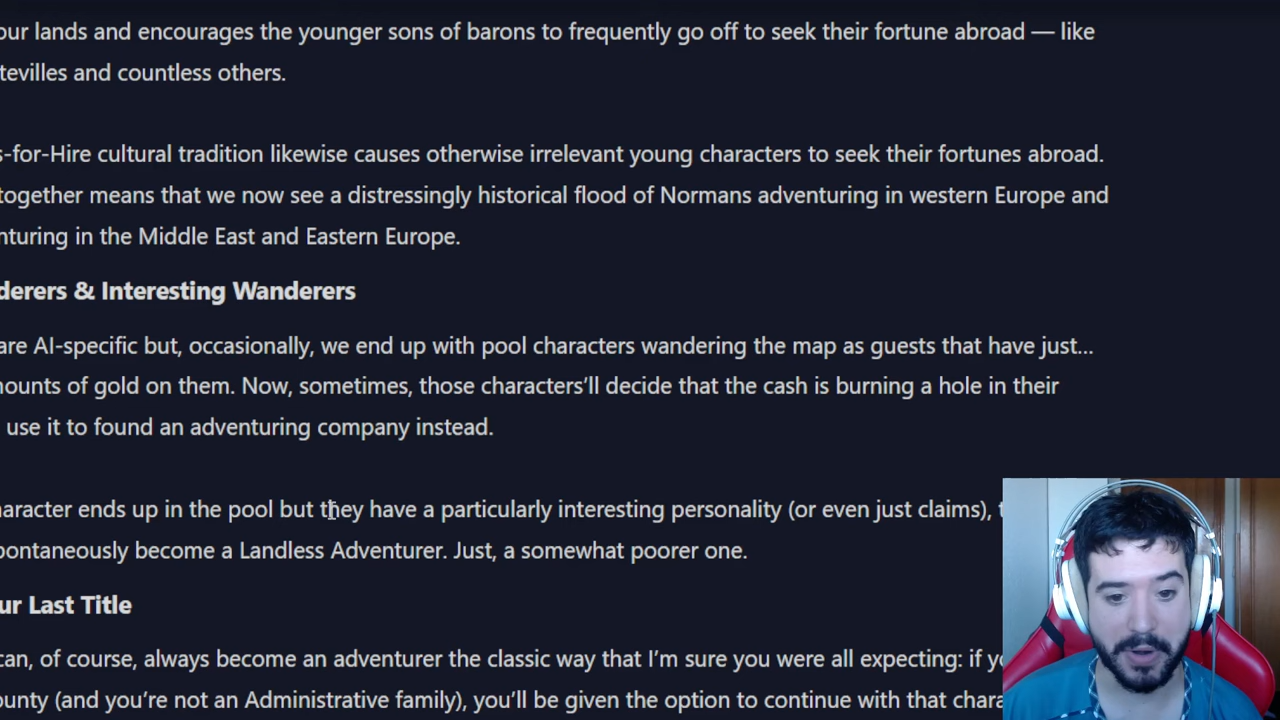 our lands and encourages the younger sons of barons to frequently go off to seek their fortune abroad — like
tevilles and countless others.
s-for-Hire cultural tradition likewise causes otherwise irrelevant young characters to seek their fortunes abroad.
together means that we now see a distressingly historical flood of Normans adventuring in western Europe and
nturing in the Middle East and Eastern Europe.
derers & Interesting Wanderers
are AI-specific but, occasionally, we end up with pool characters wandering the map as guests that have just...
mounts of gold on them. Now, sometimes, those characters'll decide that the cash is burning a hole in their
use it to found an adventuring company instead.
haracter ends up in the pool but they have a particularly interesting personality (or even just claims), t
pontaneously become a Landless Adventurer. Just, a somewhat poorer one.
ur Last Title
can, of course, always become an adventurer the classic way that I'm sure you were all expecting: if yo
ounty (and you're not an Administrative family), you'll be given the option to continue with that chara